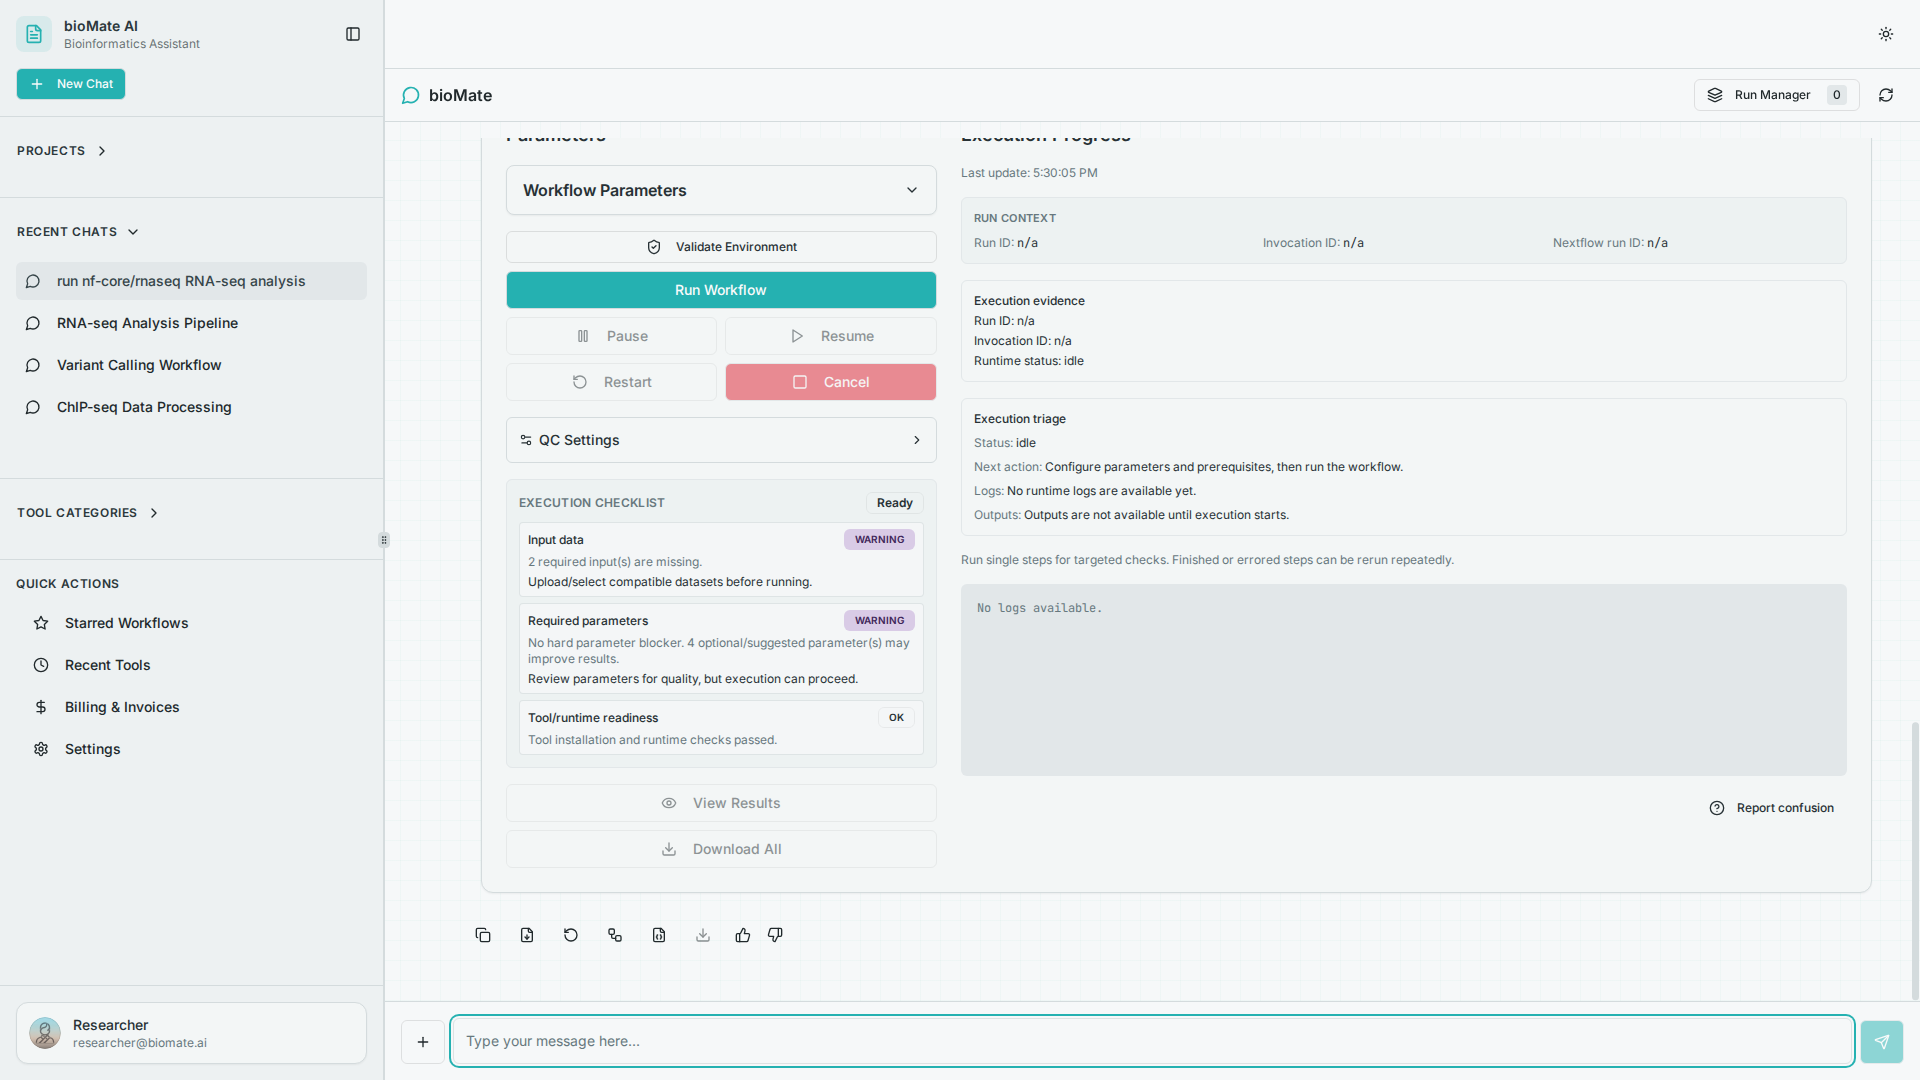 bioMate AI
Bioinformatics Assistant
New Chat
PROJECTS
RECENT CHATS
run nf-core/rnaseq RNA-seq analysis
RNA-seq Analysis Pipeline
Variant Calling Workflow
ChIP-seq Data Processing
TOOL CATEGORIES
QUICK ACTIONS
Starred Workflows
Recent Tools
Billing & Invoices
Settings
Researcher
researcher@biomate.ai
bioMate
Run Manager 0
Parameters
Workflow Parameters
Validate Environment
Run Workflow
Pause
Resume
Restart
Cancel
QC Settings
EXECUTION CHECKLIST
Ready
Input data
WARNING
2 required input(s) are missing.
Upload/select compatible datasets before running.
Required parameters
WARNING
No hard parameter blocker. 4 optional/suggested parameter(s) may
improve results.
Review parameters for quality, but execution can proceed.
Tool/runtime readiness
OK
Tool installation and runtime checks passed.
View Results
Download All
Execution Progress
Last update: 5:30:05 PM
RUN CONTEXT
Run ID: n/a
Invocation ID: n/a
Nextflow run ID: n/a
Execution evidence
Run ID: n/a
Invocation ID: n/a
Runtime status: idle
Execution triage
Status: idle
Next action: Configure parameters and prerequisites, then run the workflow.
Logs: No runtime logs are available yet.
Outputs: Outputs are not available until execution starts.
Run single steps for targeted checks. Finished or errored steps can be rerun repeatedly.
No logs available.
Report confusion
Type your message here...